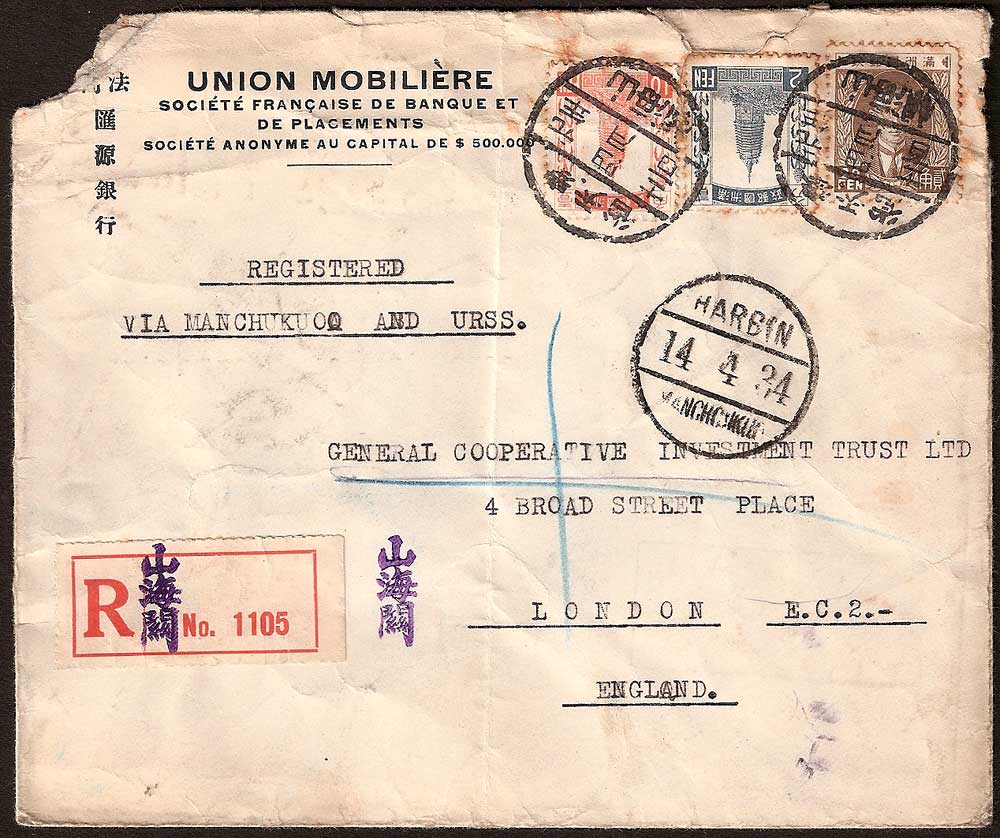 法
匯
源
銀
行
UNION MOBILIÈRE
SOCIÉTÉ FRANÇAISE DE BANQUE ET
DE PLACEMENTS
SOCIÉTÉ ANONYME AU CAPITAL DE $ 500.000
FEN 2
FEN
REGISTERED
VIA MANCHUKUOO AND URSS.
HARBIN
14 4 34
GENERAL COOPERATIVE INVESTMENT TRUST LTD
4 BROAD STREET PLACE
LONDON E.C.2.-
ENGLAND.
R No. 1105
山海關
山海關